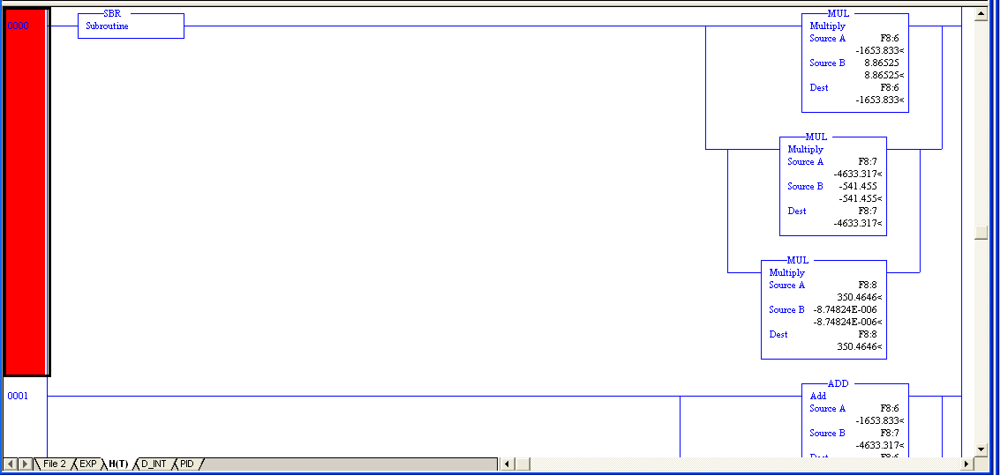 0000
SBR
Subroutine
MUL
Multiply
Source A F8:6
-1653.833<
Source B 8.86525
8.86525<
Dest F8:6
-1653.833<
MUL
Multiply
Source A F8:7
-4633.317<
Source B -541.455
-541.455<
Dest F8:7
-4633.317<
MUL
Multiply
Source A F8:8
350.4646<
Source B -8.74824E-006
-8.74824E-006<
Dest F8:8
350.4646<
0001
ADD
Add
Source A F8:6
-1653.833<
Source B F8:7
-4633.317<
Dest F8:6
File 2 EXP H(T) D_INT PID